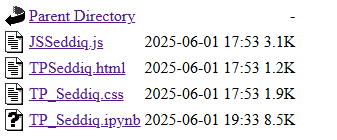 Parent Directory -
JSSeddiq.js 2025-06-01 17:53 3.1K
TPSeddiq.html 2025-06-01 17:53 1.2K
TP_Seddiq.css 2025-06-01 17:53 1.9K
TP_Seddiq.ipynb 2025-06-01 19:33 8.5K